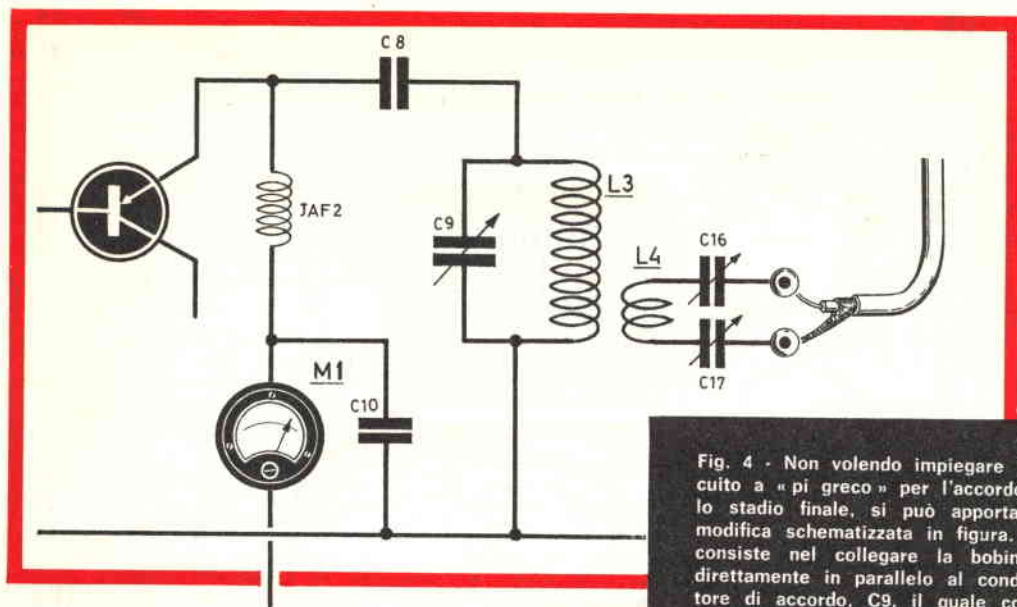 C 8
JAF2
C9
L3
L4
C16
C17
M1
C10
Fig. 4 - Non volendo impiegare
cuito a « pi greco » per l'accordo
lo stadio finale, si può apporta
modifica schematizzata in figura.
consiste nel collegare la bobin
direttamente in parallelo al cond
tore di accordo, C9, il quale co